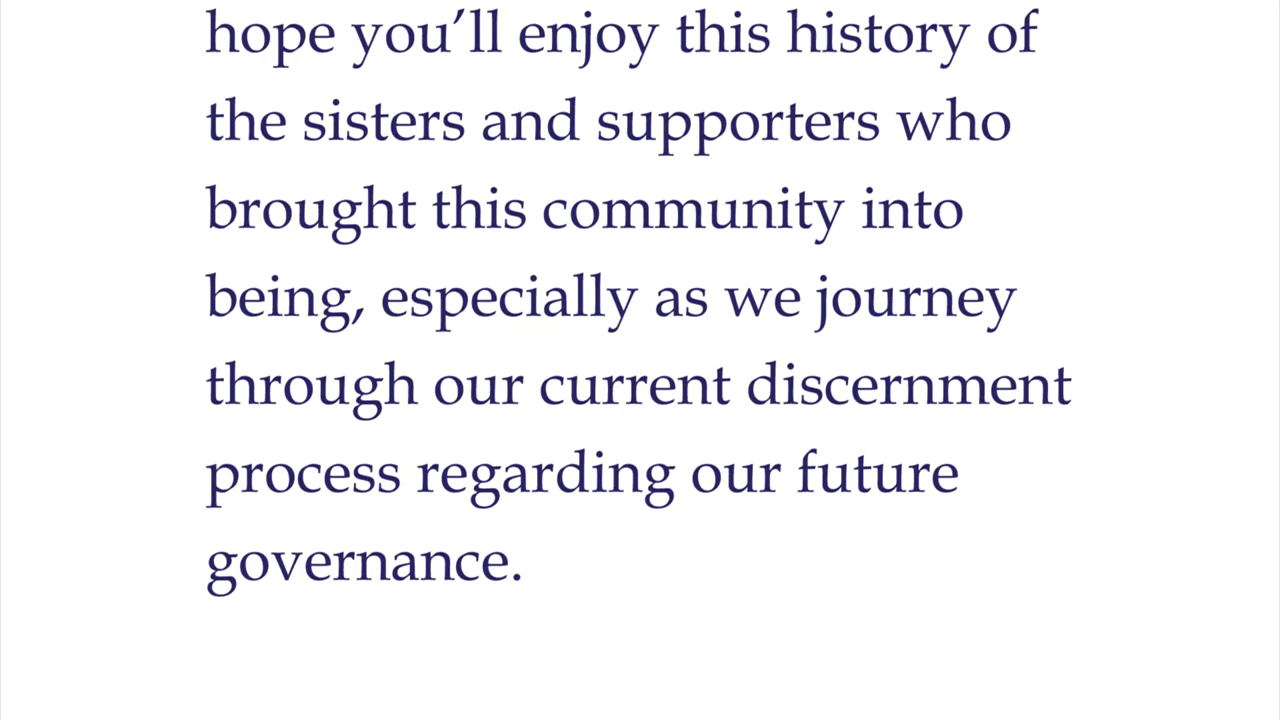 hope you’ll enjoy this history of
the sisters and supporters who
brought this community into
being, especially as we journey
through our current discernment
process regarding our future
governance.